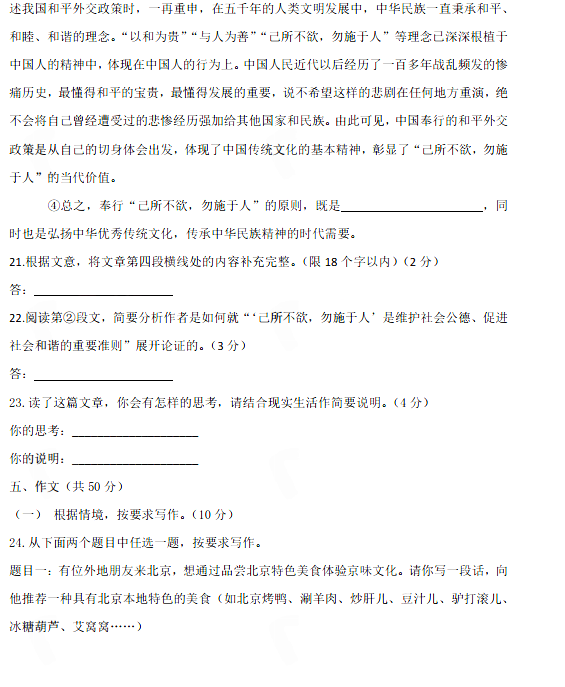 述我国和平外交政策时，一再重申，在五千年的人类文明发展中，中华民族一直秉承和平、
和睦、和谐的理念。“以和为贵”“与人为善”“己所不欲，勿施于人”等理念已深深根植于
中国人的精神中，体现在中国人的行为上。中国人民近代以后经历了一百多年战乱频发的惨
痛历史，最懂得和平的宝贵，最懂得发展的重要，说不希望这样的悲剧在任何地方重演，绝
不会将自己曾经遭受过的悲惨经历强加给其他国家和民族。由此可见，中国奉行的和平外交
政策是从自己的切身体会出发，体现了中国传统文化的基本精神，彰显了“己所不欲，勿施
于人”的当代价值。
④总之，奉行“己所不欲，勿施于人”的原则，既是______________________，同
时也是弘扬中华优秀传统文化，传承中华民族精神的时代需要。
21.根据文意，将文章第四段横线处的内容补充完整。（限 18 个字以内）（2 分）
答：______________________
22.阅读第②段文，简要分析作者是如何就“‘己所不欲，勿施于人’是维护社会公德、促进
社会和谐的重要准则”展开论证的。（3 分）
答：______________________
23. 读了这篇文章，你会有怎样的思考，请结合现实生活作简要说明。（4 分）
你的思考：____________________
你的说明：____________________
五、作文（共 50 分）
（一） 根据情境，按要求写作。（10 分）
24. 从下面两个题目中任选一题，按要求写作。
题目一：有位外地朋友来北京，想通过品尝北京特色美食体验京味文化。请你写一段话，向
他推荐一种具有北京本地特色的美食（如北京烤鸭、涮羊肉、炒肝儿、豆汁儿、驴打滚儿、
冰糖葫芦、艾窝窝……）